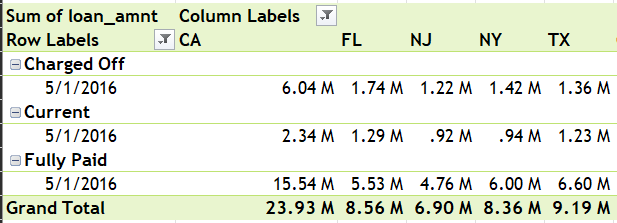 Sum of loan_amnt Column Labels
Row Labels CA FL NJ NY TX
Charged Off
5/1/2016 6.04 M 1.74 M 1.22 M 1.42 M 1.36 M
Current
5/1/2016 2.34 M 1.29 M .92 M .94 M 1.23 M
Fully Paid
5/1/2016 15.54 M 5.53 M 4.76 M 6.00 M 6.60 M
Grand Total 23.93 M 8.56 M 6.90 M 8.36 M 9.19 M